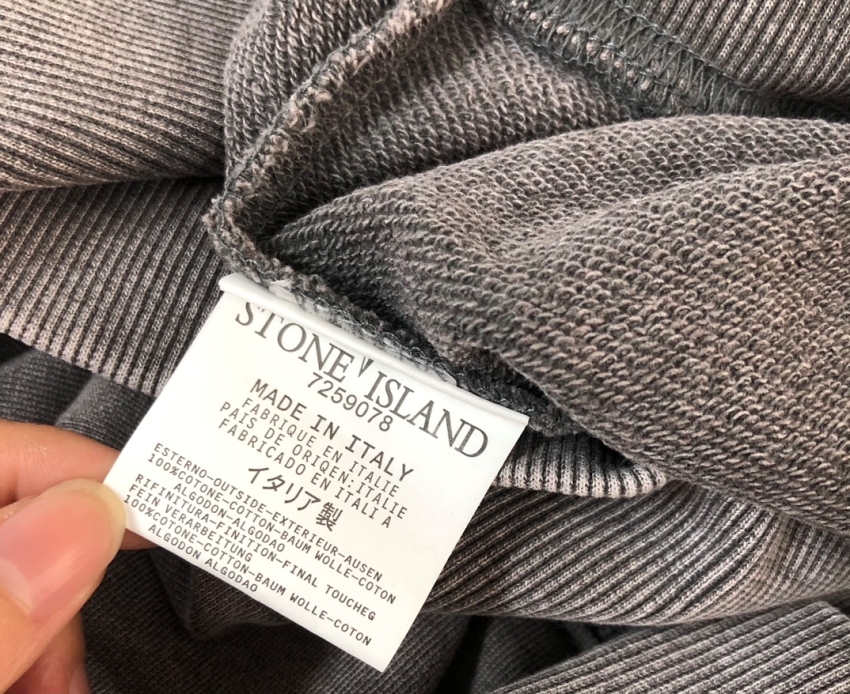 STONE ISLAND
7259078
MADE IN ITALY
FABRIQUE EN ITALIE
PAIS DE ORIQEN:ITALIE
FABRICADO EN ITALI A
イタリア製
ESTERNO-OUTSIDE-EXTERIEUR-AUSEN
100%COTONE-COTTON-BAUM WOLLE-COTON
ALGODON-ALGODAO
RIFINITURA-FINITION-FINAL TOUCHEG
FEIN VERARBEITUNG
100%COTONE-COTTON-BAUM WOLLE-COTON
ALGODON ALGODAO